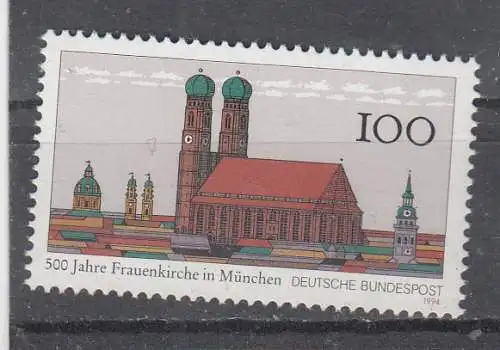 100
500 Jahre Frauenkirche in München DEUTSCHE BUNDESPOST
1994